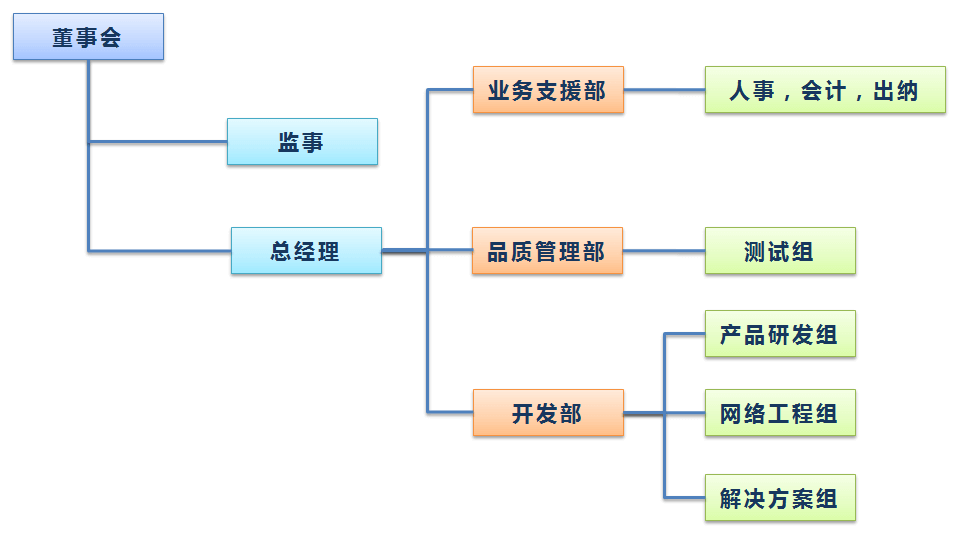 董事会
监事
总经理
业务支援部
人事，会计，出纳
品质管理部
测试组
开发部
产品研发组
网络工程组
解决方案组